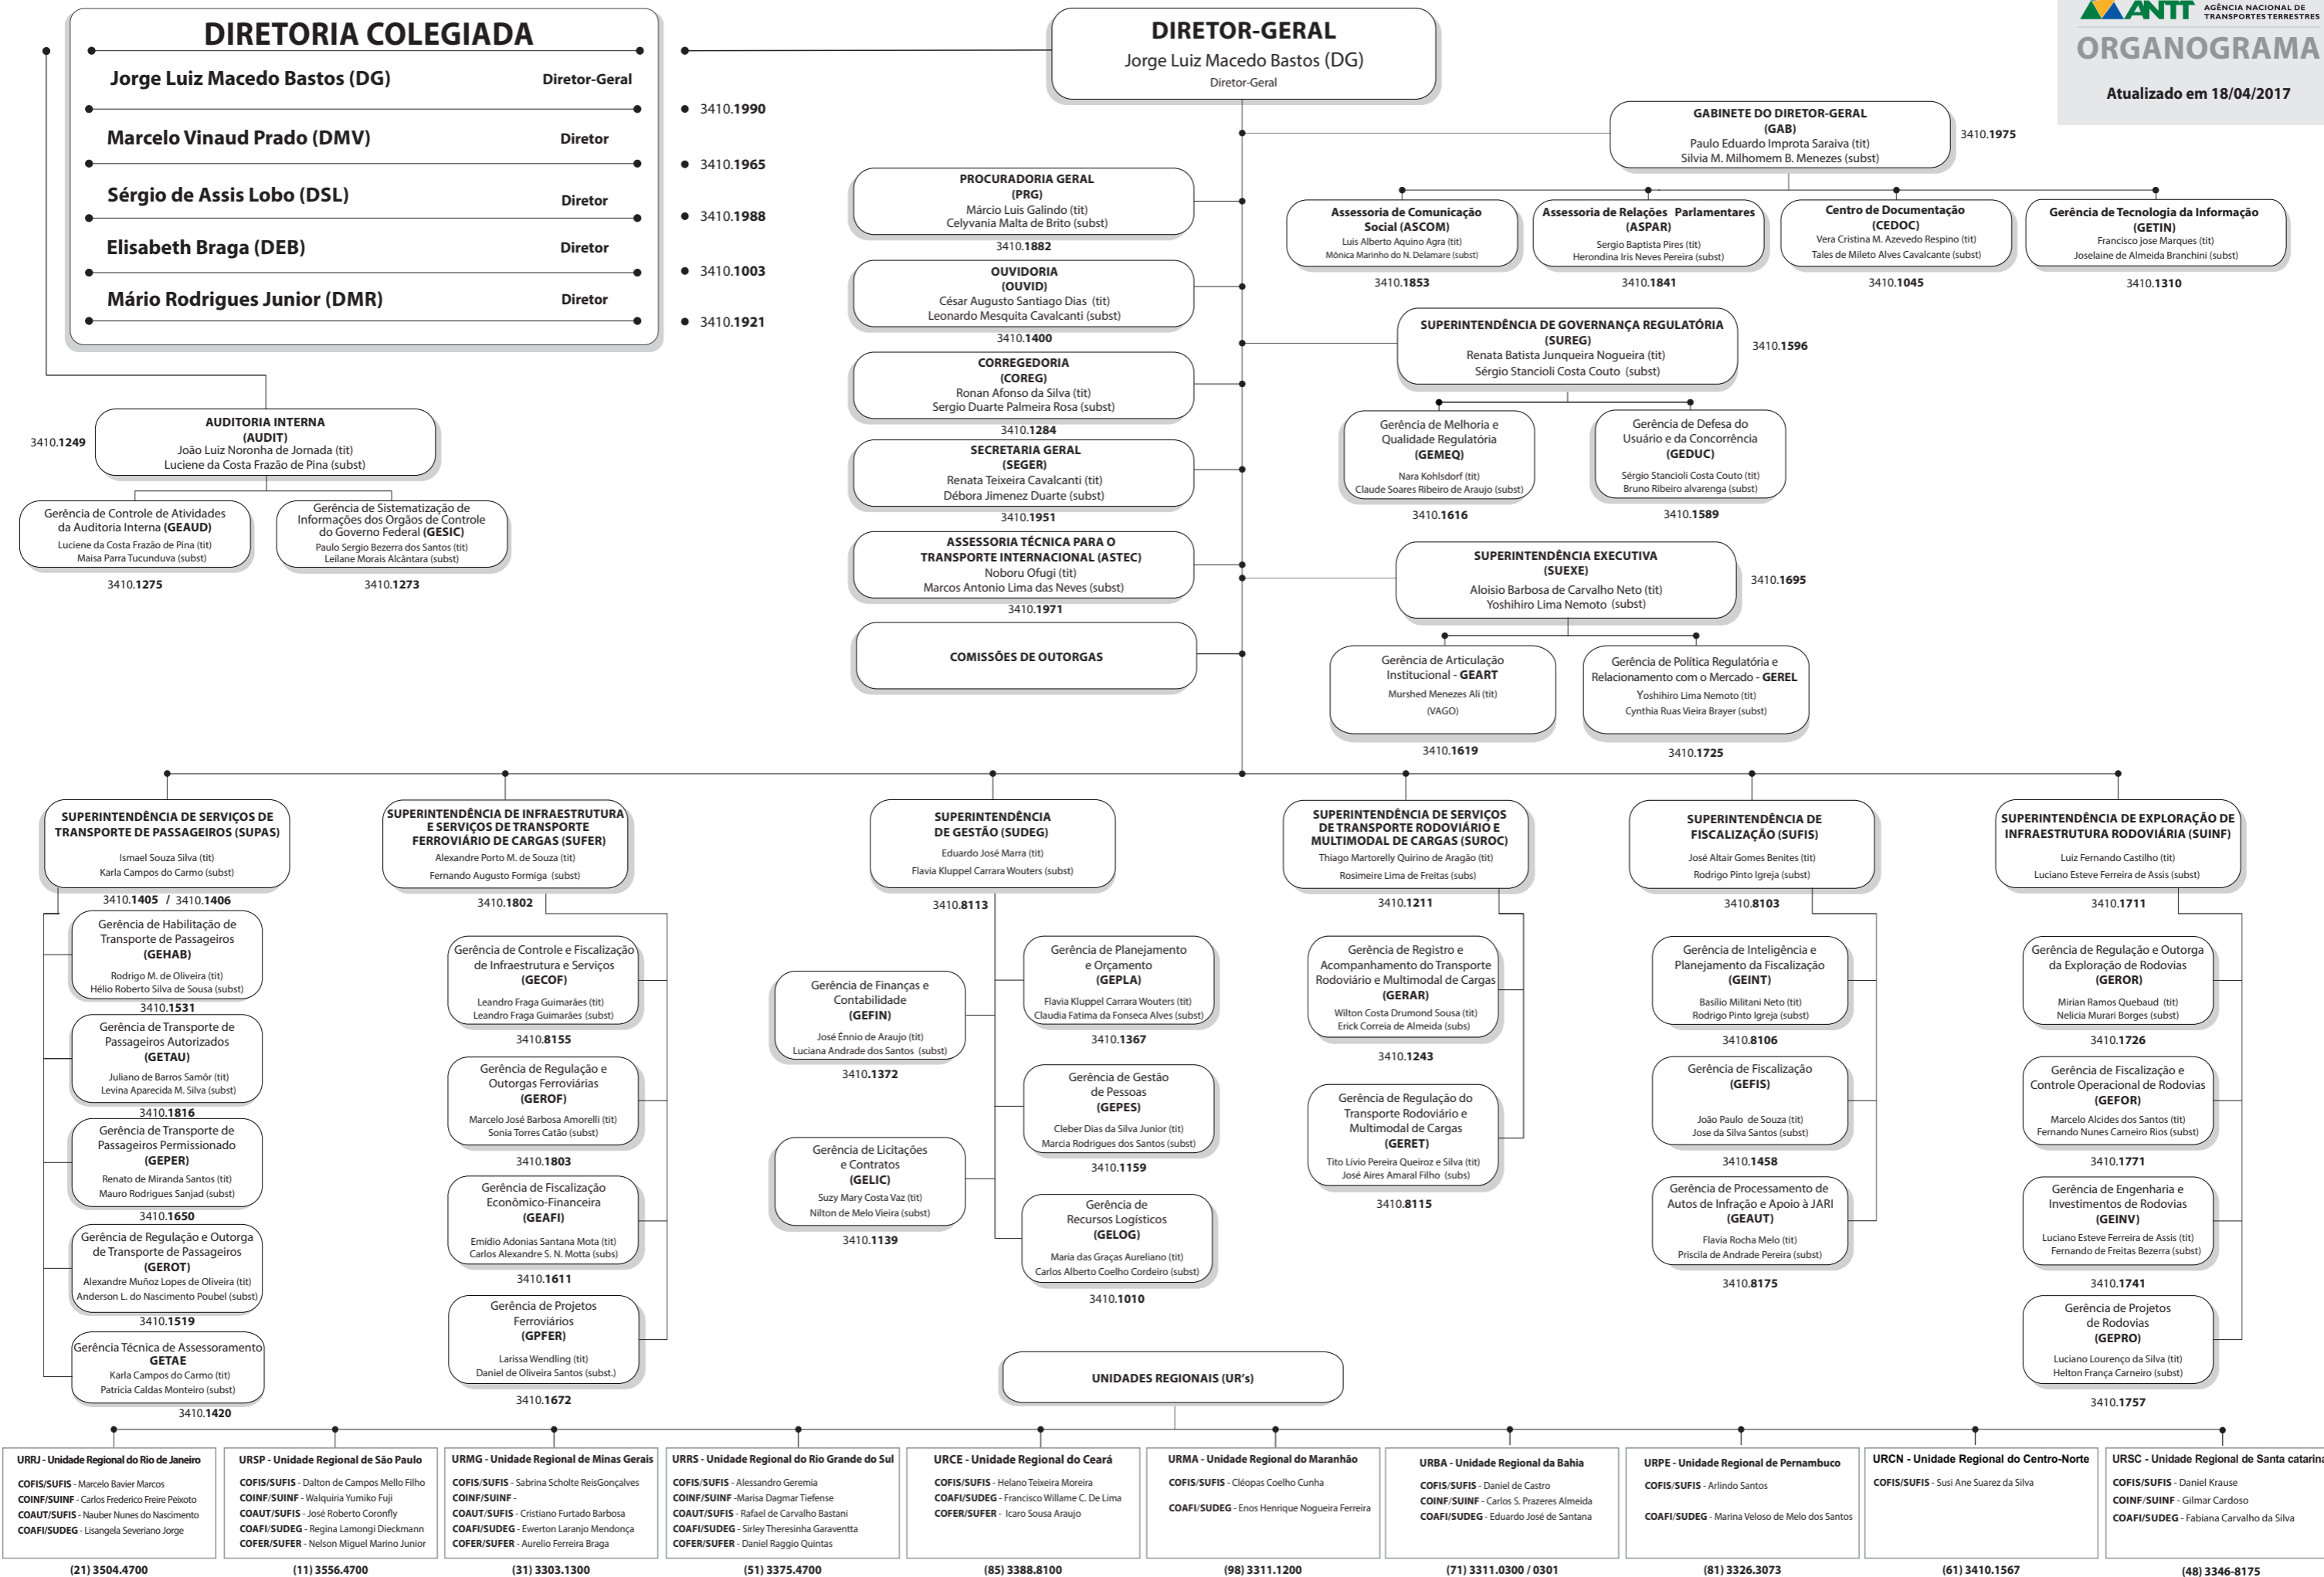 ANTT
AGÊNCIA NACIONAL DE
TRANSPORTES TERRESTRES
ORGANOGRAMA
Atualizado em 18/04/2017
DIRETORIA COLEGIADA
Jorge Luiz Macedo Bastos (DG) Diretor-Geral
3410.1990
Marcelo Vinaud Prado (DMV) Diretor
3410.1965
Sérgio de Assis Lobo (DSL) Diretor
3410.1988
Elisabeth Braga (DEB) Diretor
3410.1003
Mário Rodrigues Junior (DMR) Diretor
3410.1921
DIRETOR-GERAL
Jorge Luiz Macedo Bastos (DG)
Diretor-Geral
GABINETE DO DIRETOR-GERAL
(GAB)
Paulo Eduardo Improta Saraiva (tit)
Silvia M. Milhomem B. Menezes (subst)
3410.1975
Assessoria de Comunicação
Social (ASCOM)
Luis Alberto Aquino Agra (tit)
Mônica Marinho do N. Delamare (subst)
3410.1853
Assessoria de Relações Parlamentares
(ASPAR)
Sergio Baptista Pires (tit)
Herondina Iris Neves Pereira (subst)
3410.1841
Centro de Documentação
(CEDOC)
Vera Cristina M. Azevedo Respino (tit)
Tales de Mileto Alves Cavalcante (subst)
3410.1045
Gerência de Tecnologia da Informação
(GETIN)
Francisco jose Marques (tit)
Joselaine de Almeida Branchini (subst)
3410.1310
PROCURADORIA GERAL
(PRG)
Márcio Luis Galindo (tit)
Celyvania Malta de Brito (subst)
3410.1882
OUVIDORIA
(OUVID)
César Augusto Santiago Dias (tit)
Leonardo Mesquita Cavalcanti (subst)
3410.1400
CORREGEDORIA
(COREG)
Ronan Afonso da Silva (tit)
Sergio Duarte Palmeira Rosa (subst)
3410.1284
SECRETARIA GERAL
(SEGER)
Renata Teixeira Cavalcanti (tit)
Débora Jimenez Duarte (subst)
3410.1951
ASSESSORIA TÉCNICA PARA O
TRANSPORTE INTERNACIONAL (ASTEC)
Noboru Ofugi (tit)
Marcos Antonio Lima das Neves (subst)
3410.1971
COMISSÕES DE OUTORGAS
SUPERINTENDÊNCIA DE GOVERNANÇA REGULATÓRIA
(SUREG)
Renata Batista Junqueira Nogueira (tit)
Sérgio Stancioli Costa Couto (subst)
3410.1596
Gerência de Melhoria e
Qualidade Regulatória
(GEMEQ)
Nara Kohlsdorf (tit)
Claude Soares Ribeiro de Araujo (subst)
3410.1616
Gerência de Defesa do
Usuário e da Concorrência
(GEDUC)
Sérgio Stancioli Costa Couto (tit)
Bruno Ribeiro alvarenga (subst)
3410.1589
SUPERINTENDÊNCIA EXECUTIVA
(SUEXE)
Aloisio Barbosa de Carvalho Neto (tit)
Yoshihiro Lima Nemoto (subst)
3410.1695
Gerência de Articulação
Institucional - GEART
Murshed Menezes Ali (tit)
(VAGO)
3410.1619
Gerência de Política Regulatória e
Relacionamento com o Mercado - GEREL
Yoshihiro Lima Nemoto (tit)
Cynthia Ruas Vieira Brayer (subst)
3410.1725
AUDITORIA INTERNA
(AUDIT)
João Luiz Noronha de Jornada (tit)
Luciene da Costa Frazão de Pina (subst)
3410.1249
Gerência de Controle de Atividades
da Auditoria Interna (GEAUD)
Luciene da Costa Frazão de Pina (tit)
Maisa Parra Tucunduva (subst)
3410.1275
Gerência de Sistematização de
Informações dos Orgãos de Controle
do Governo Federal (GESIC)
Paulo Sergio Bezerra dos Santos (tit)
Leilane Morais Alcântara (subst)
3410.1273
SUPERINTENDÊNCIA DE SERVIÇOS DE
TRANSPORTE DE PASSAGEIROS (SUPAS)
Ismael Souza Silva (tit)
Karla Campos do Carmo (subst)
3410.1405 / 3410.1406
Gerência de Habilitação de
Transporte de Passageiros
(GEHAB)
Rodrigo M. de Oliveira (tit)
Hélio Roberto Silva de Sousa (subst)
3410.1531
Gerência de Transporte de
Passageiros Autorizados
(GETAU)
Juliano de Barros Samôr (tit)
Levina Aparecida M. Silva (subst)
3410.1816
Gerência de Transporte de
Passageiros Permissionado
(GEPER)
Renato de Miranda Santos (tit)
Mauro Rodrigues Sanjad (subst)
3410.1650
Gerência de Regulação e Outorga
de Transporte de Passageiros
(GEROT)
Alexandre Muñoz Lopes de Oliveira (tit)
Anderson L. do Nascimento Poubel (subst)
3410.1519
Gerência Técnica de Assessoramento
GETAE
Karla Campos do Carmo (tit)
Patricia Caldas Monteiro (subst)
3410.1420
SUPERINTENDÊNCIA DE INFRAESTRUTURA
E SERVIÇOS DE TRANSPORTE
FERROVIÁRIO DE CARGAS (SUFER)
Alexandre Porto M. de Souza (tit)
Fernando Augusto Formiga (subst)
3410.1802
Gerência de Controle e Fiscalização
de Infraestrutura e Serviços
(GECOF)
Leandro Fraga Guimarães (tit)
Leandro Fraga Guimarães (subst)
3410.8155
Gerência de Regulação e
Outorgas Ferroviárias
(GEROF)
Marcelo José Barbosa Amorelli (tit)
Sonia Torres Catão (subst)
3410.1803
Gerência de Fiscalização
Econômico-Financeira
(GEAFI)
Emídio Adonias Santana Mota (tit)
Carlos Alexandre S. N. Motta (subs)
3410.1611
Gerência de Projetos
Ferroviários
(GPFER)
Larissa Wendling (tit)
Daniel de Oliveira Santos (subst.)
3410.1672
SUPERINTENDÊNCIA
DE GESTÃO (SUDEG)
Eduardo José Marra (tit)
Flavia Kluppel Carrara Wouters (subst)
3410.8113
Gerência de Finanças e
Contabilidade
(GEFIN)
José Ênnio de Araujo (tit)
Luciana Andrade dos Santos (subst)
3410.1372
Gerência de Licitações
e Contratos
(GELIC)
Suzy Mary Costa Vaz (tit)
Nilton de Melo Vieira (subst)
3410.1139
Gerência de Planejamento
e Orçamento
(GEPLA)
Flavia Kluppel Carrara Wouters (tit)
Claudia Fatima da Fonseca Alves (subst)
3410.1367
Gerência de Gestão
de Pessoas
(GEPES)
Cleber Dias da Silva Junior (tit)
Marcia Rodrigues dos Santos (subst)
3410.1159
Gerência de
Recursos Logísticos
(GELOG)
Maria das Graças Aureliano (tit)
Carlos Alberto Coelho Cordeiro (subst)
3410.1010
SUPERINTENDÊNCIA DE SERVIÇOS
DE TRANSPORTE RODOVIÁRIO E
MULTIMODAL DE CARGAS (SUROC)
Thiago Martorelly Quirino de Aragão (tit)
Rosimeire Lima de Freitas (subs)
3410.1211
Gerência de Registro e
Acompanhamento do Transporte
Rodoviário e Multimodal de Cargas
(GERAR)
Wilton Costa Drumond Sousa (tit)
Erick Correia de Almeida (subs)
3410.1243
Gerência de Regulação do
Transporte Rodoviário e
Multimodal de Cargas
(GERET)
Tito Lívio Pereira Queiroz e Silva (tit)
José Aires Amaral Filho (subs)
3410.8115
SUPERINTENDÊNCIA DE
FISCALIZAÇÃO (SUFIS)
José Altair Gomes Benites (tit)
Rodrigo Pinto Igreja (subst)
3410.8103
Gerência de Inteligência e
Planejamento da Fiscalização
(GEINT)
Basílio Militani Neto (tit)
Rodrigo Pinto Igreja (subst)
3410.8106
Gerência de Fiscalização
(GEFIS)
João Paulo de Souza (tit)
Jose da Silva Santos (subst)
3410.1458
Gerência de Processamento de
Autos de Infração e Apoio à JARI
(GEAUT)
Flavia Rocha Melo (tit)
Priscila de Andrade Pereira (subst)
3410.8175
SUPERINTENDÊNCIA DE EXPLORAÇÃO DE
INFRAESTRUTURA RODOVIÁRIA (SUINF)
Luiz Fernando Castilho (tit)
Luciano Esteve Ferreira de Assis (subst)
3410.1711
Gerência de Regulação e Outorga
da Exploração de Rodovias
(GEROR)
Mirian Ramos Quebaud (tit)
Nelicia Murari Borges (subst)
3410.1726
Gerência de Fiscalização e
Controle Operacional de Rodovias
(GEFOR)
Marcelo Alcides dos Santos (tit)
Fernando Nunes Carneiro Rios (subst)
3410.1771
Gerência de Engenharia e
Investimentos de Rodovias
(GEINV)
Luciano Esteve Ferreira de Assis (tit)
Fernando de Freitas Bezerra (subst)
3410.1741
Gerência de Projetos
de Rodovias
(GEPRO)
Luciano Lourenço da Silva (tit)
Helton França Carneiro (subst)
3410.1757
UNIDADES REGIONAIS (UR's)
URRJ - Unidade Regional do Rio de Janeiro
COFIS/SUFIS - Marcelo Bavier Marcos
COINF/SUINF - Carlos Frederico Freire Peixoto
COAUT/SUFIS - Nauber Nunes do Nascimento
COAFI/SUDEG - Lisangela Severiano Jorge
(21) 3504.4700
URSP - Unidade Regional de São Paulo
COFIS/SUFIS - Dalton de Campos Mello Filho
COINF/SUINF - Walquiria Yumiko Fuji
COAUT/SUFIS - José Roberto Coronfly
COAFI/SUDEG - Regina Lamongi Dieckmann
COFER/SUFER - Nelson Miguel Marino Junior
(11) 3556.4700
URMG - Unidade Regional de Minas Gerais
COFIS/SUFIS - Sabrina Scholte ReisGonçalves
COINF/SUINF -
COAUT/SUFIS - Cristiano Furtado Barbosa
COAFI/SUDEG - Ewerton Laranjo Mendonça
COFER/SUFER - Aurelio Ferreira Braga
(31) 3303.1300
URRS - Unidade Regional do Rio Grande do Sul
COFIS/SUFIS - Alessandro Geremia
COINF/SUINF -Marisa Dagmar Tiefense
COAUT/SUFIS - Rafael de Carvalho Bastani
COAFI/SUDEG - Sirley Theresinha Garaventta
COFER/SUFER - Daniel Raggio Quintas
(51) 3375.4700
URCE - Unidade Regional do Ceará
COFIS/SUFIS - Helano Teixeira Moreira
COAFI/SUDEG - Francisco Willame C. De Lima
COFER/SUFER - Icaro Sousa Araujo
(85) 3388.8100
URMA - Unidade Regional do Maranhão
COFIS/SUFIS - Cléopas Coelho Cunha
COAFI/SUDEG - Enos Henrique Nogueira Ferreira
(98) 3311.1200
URBA - Unidade Regional da Bahia
COFIS/SUFIS - Daniel de Castro
COINF/SUINF - Carlos S. Prazeres Almeida
COAFI/SUDEG - Eduardo José de Santana
(71) 3311.0300 / 0301
URPE - Unidade Regional de Pernambuco
COFIS/SUFIS - Arlindo Santos
COAFI/SUDEG - Marina Veloso de Melo dos Santos
(81) 3326.3073
URCN - Unidade Regional do Centro-Norte
COFIS/SUFIS - Susi Ane Suarez da Silva
(61) 3410.1567
URSC - Unidade Regional de Santa catarina
COFIS/SUFIS - Daniel Krause
COINF/SUINF - Gilmar Cardoso
COAFI/SUDEG - Fabiana Carvalho da Silva
(48) 3346-8175